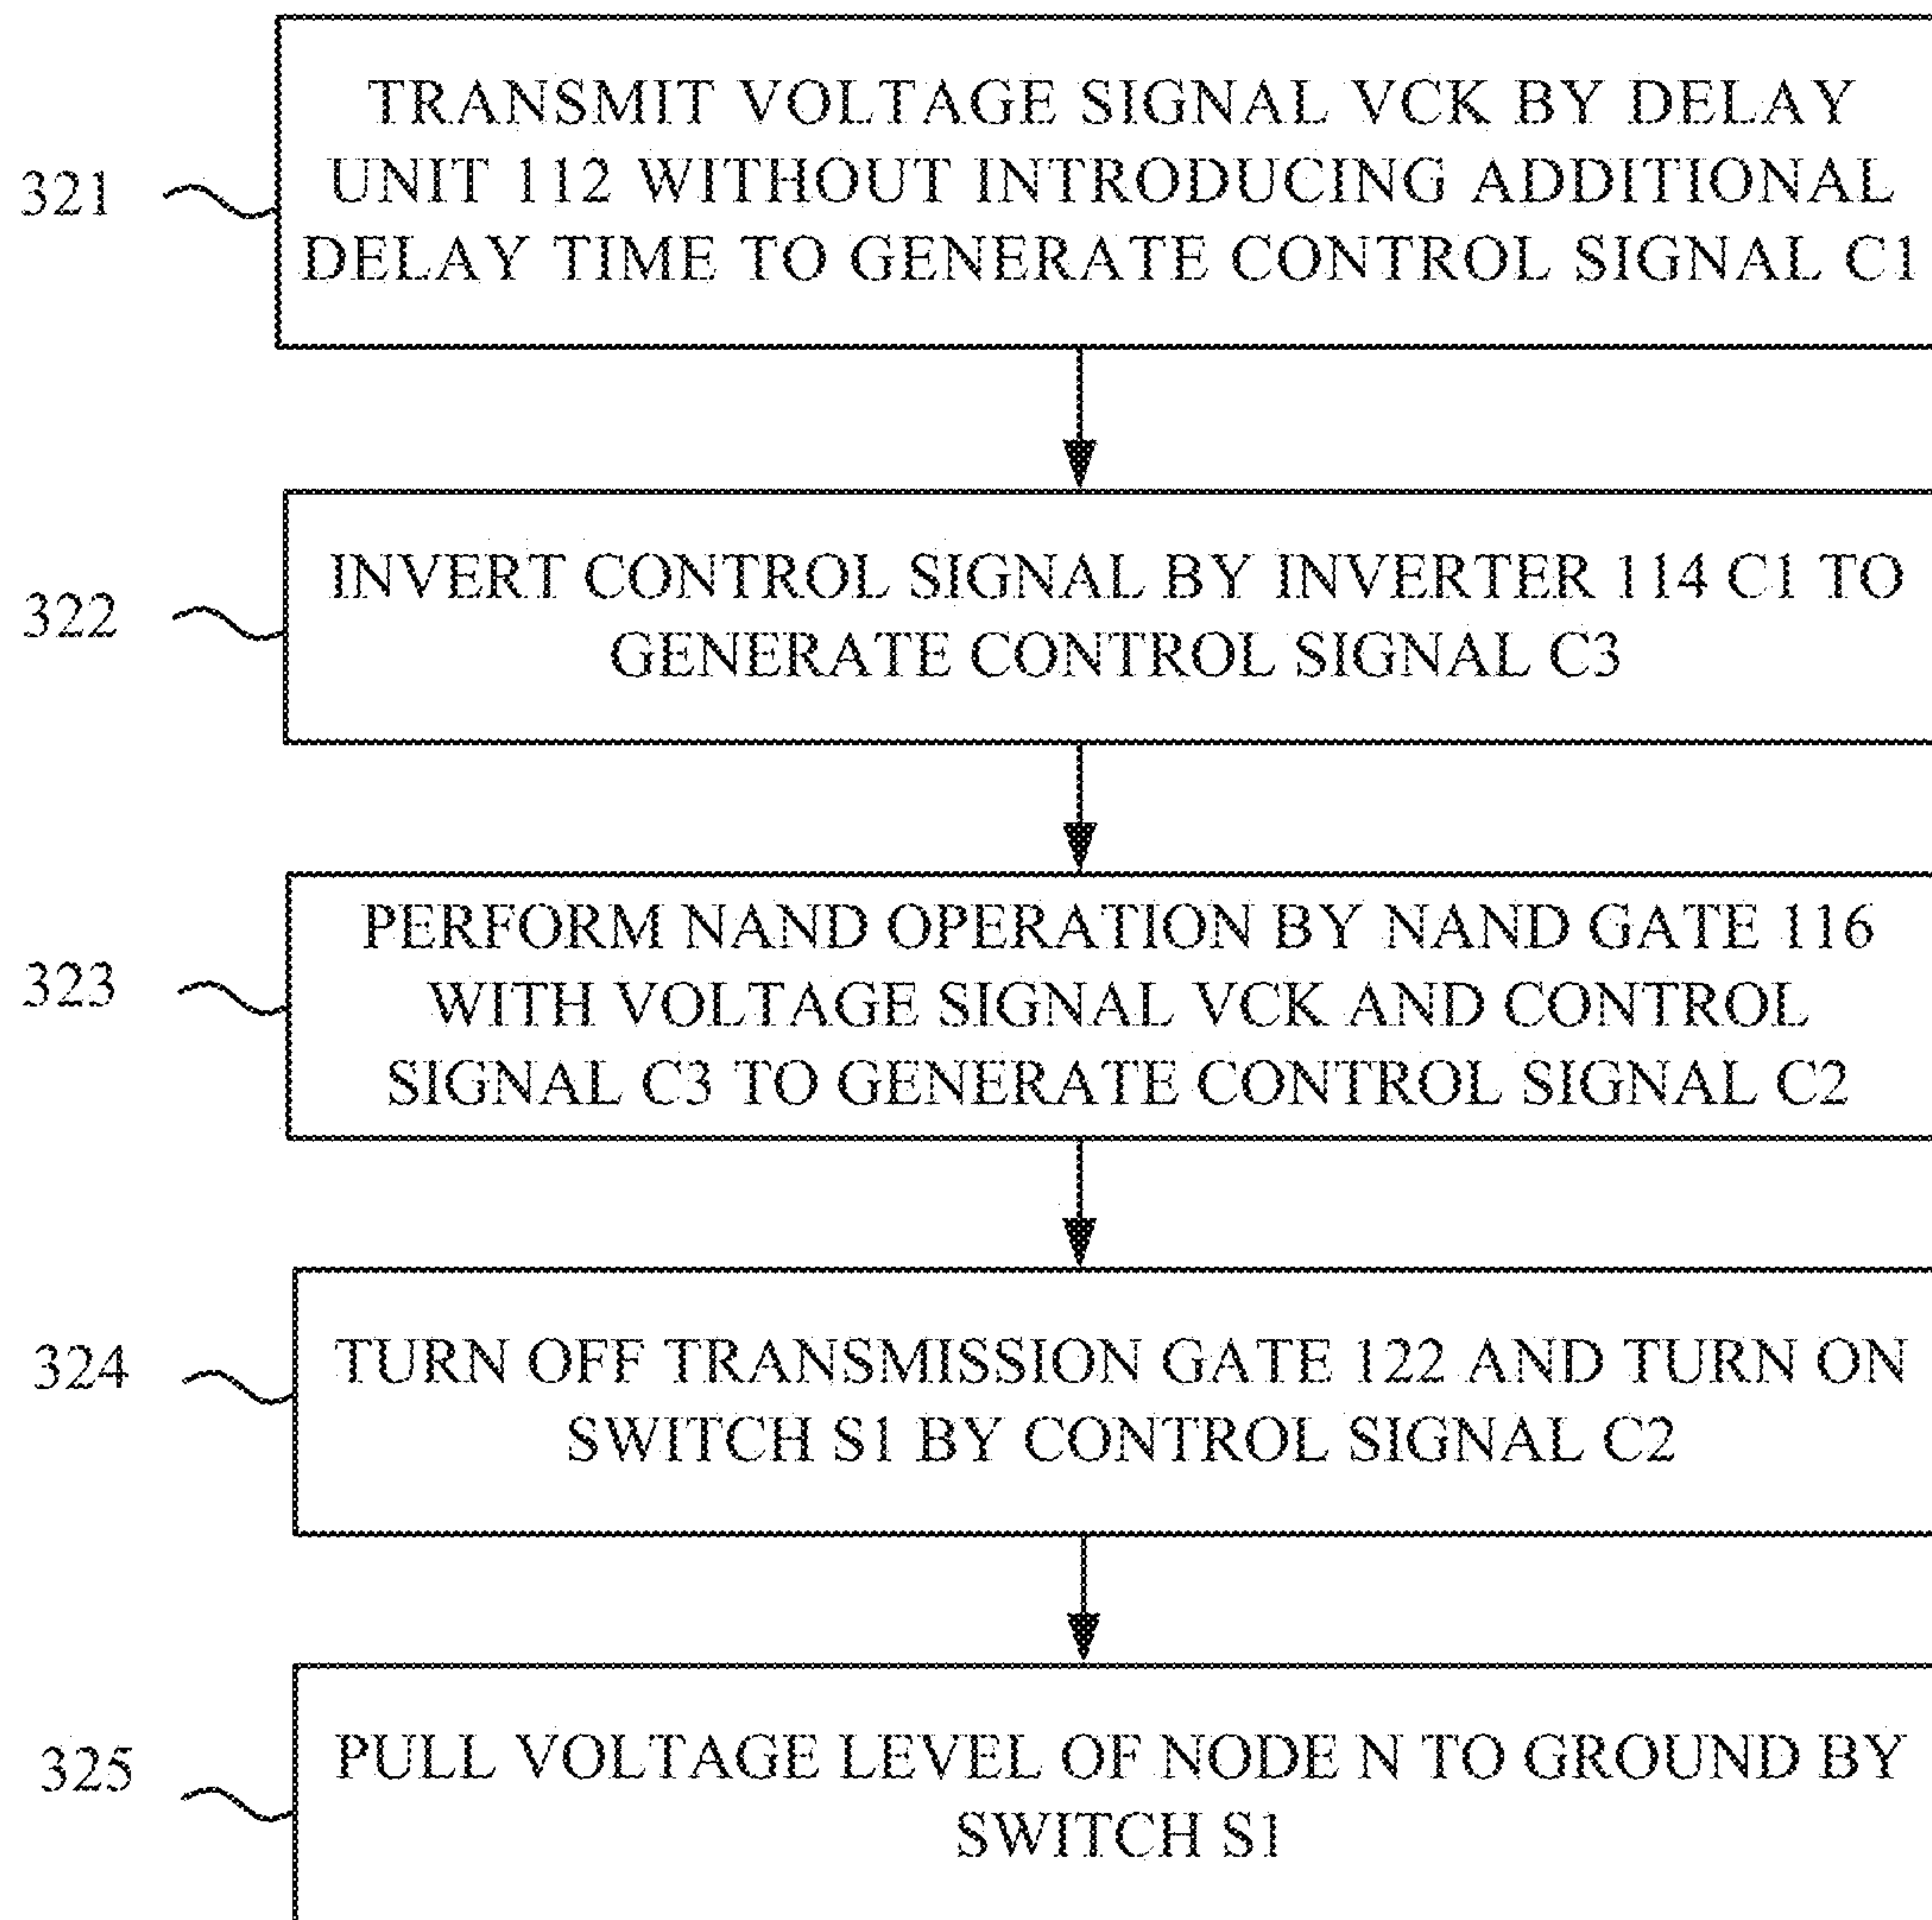 TRANSMIT VOLTAGE SIGNAL VCK BY DELAY
321
UNIT 112 WITHOUT INTRODUCING ADDITIONAL
DELAY TIME TO GENERATE CONTROL SIGNAL C1
INVERT CONTROL SIGNAL BY INVERTER 114 C1 TO
322
GENERATE CONTROL SIGNAL C3
PERFORM NAND OPERATION BY NAND GATE 116
323
WITH VOLTAGE SIGNAL VCK AND CONTROL
SIGNAL C3 TO GENERATE CONTROL SIGNAL C2
324
TURN OFF TRANSMISSION GATE 122 AND TURN ON
SWITCH S1 BY CONTROL SIGNAL C2
325
PULL VOLTAGE LEVEL OF NODE N TO GROUND BY
SWITCH S1